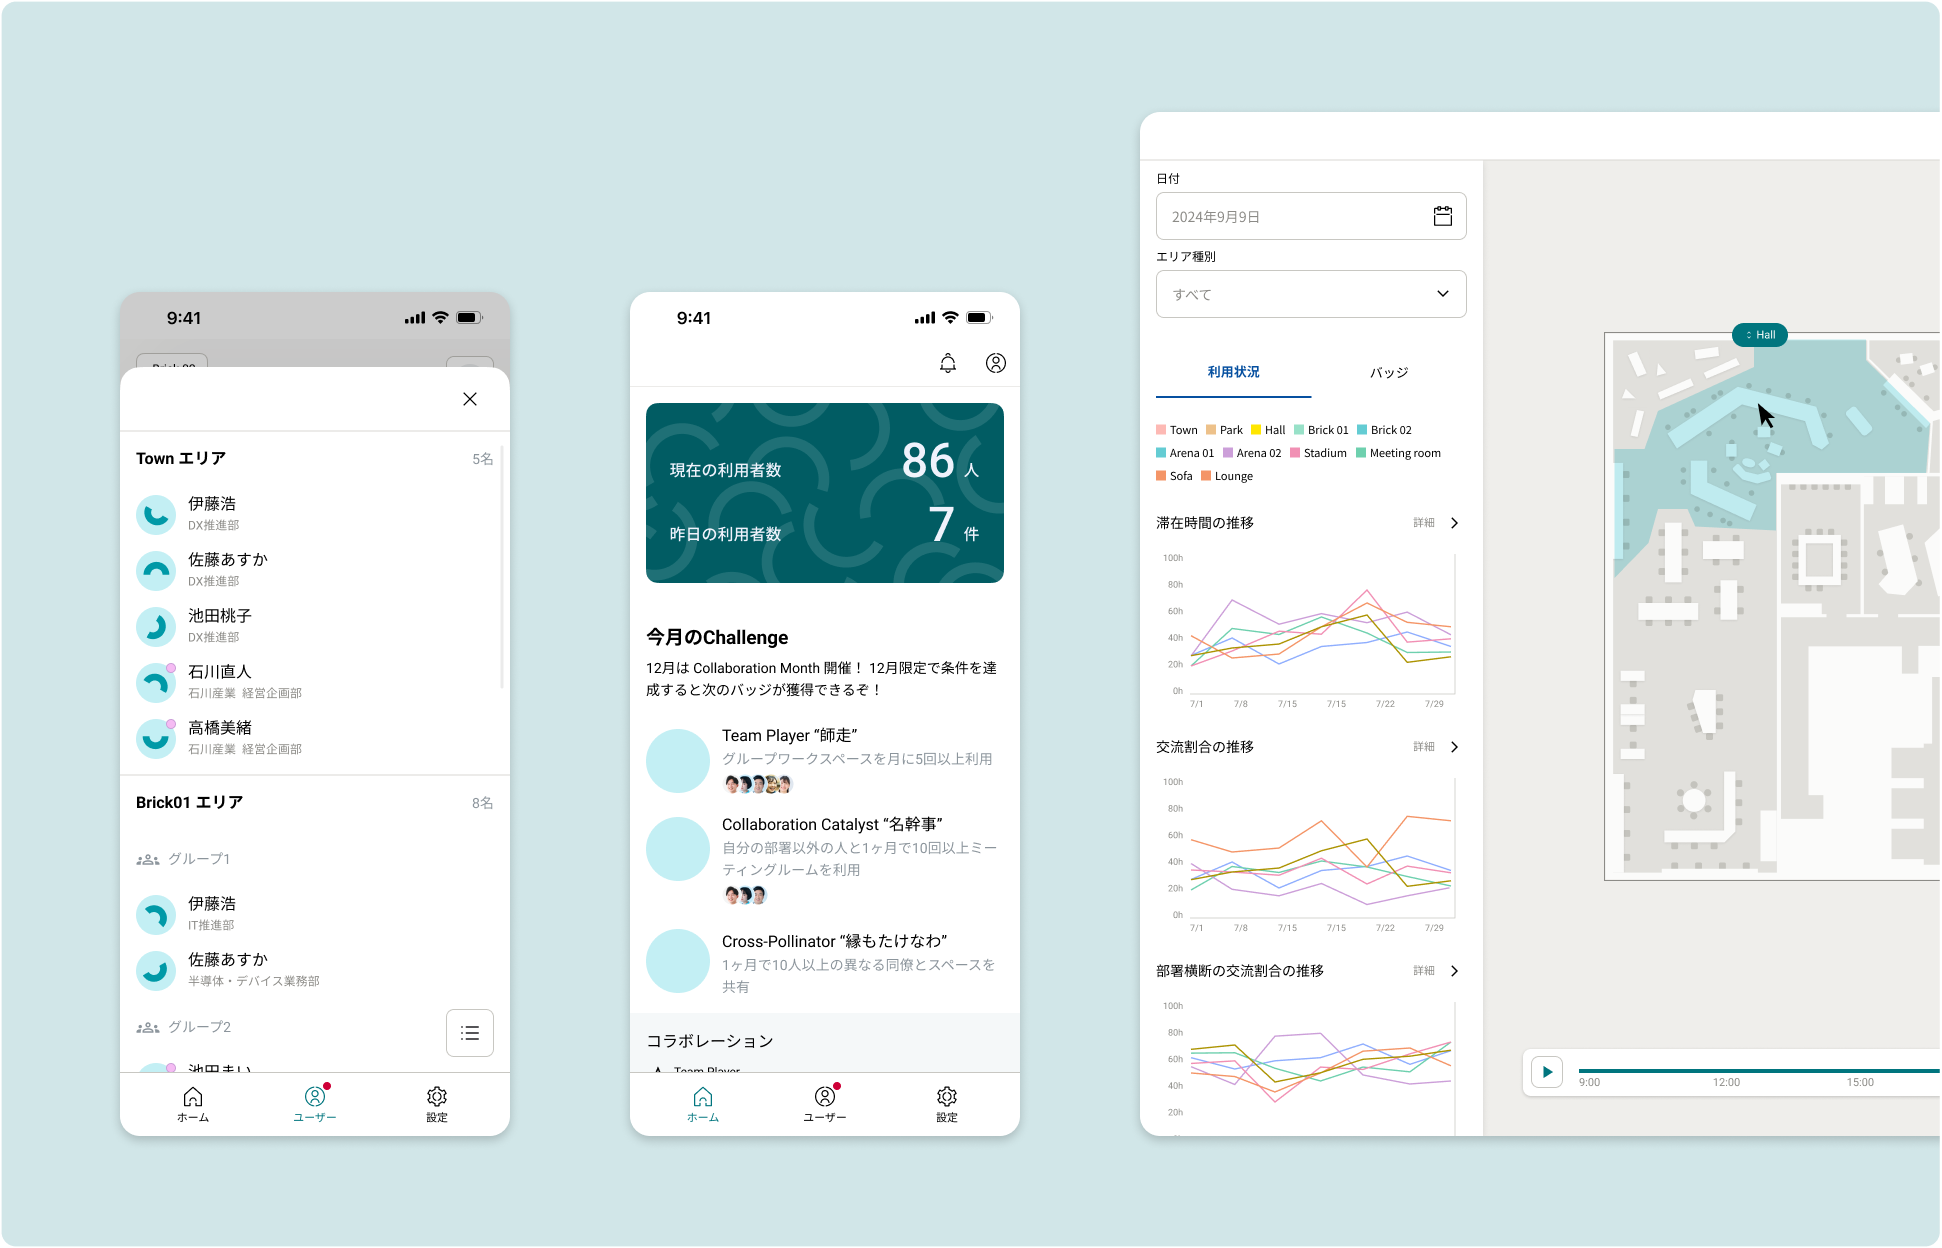 9:41
Brick 02
Town エリア
5名
伊藤浩
DX推進部
佐藤あすか
DX推進部
池田桃子
DX推進部
石川直人
石川産業 経営企画部
高橋美緒
石川産業 経営企画部
Brick01 エリア
8名
グループ1
伊藤浩
IT推進部
佐藤あすか
半導体・デバイス業務部
グループ2
池田まい
ホーム
ユーザー
設定
9:41
現在の利用者数
86 人
昨日の利用者数
7 件
今月のChallenge
12月は Collaboration Month 開催！ 12月限定で条件を達
成すると次のバッジが獲得できるぞ！
Team Player “師走”
グループワークスペースを月に5回以上利用
Collaboration Catalyst “名幹事”
自分の部署以外の人と1ヶ月で10回以上ミー
ティングルームを利用
Cross-Pollinator “縁もたけなわ”
1ヶ月で10人以上の異なる同僚とスペースを
共有
コラボレーション
Team Player
ホーム
ユーザー
設定
日付
2024年9月9日
エリア種別
すべて
利用状況
バッジ
Town Park Hall Brick 01 Brick 02
Arena 01 Arena 02 Stadium Meeting room
Sofa Lounge
滞在時間の推移
詳細
100h
80h
60h
40h
20h
0h
7/1 7/8 7/15 7/15 7/22 7/29
交流割合の推移
詳細
100h
80h
60h
40h
20h
0h
7/1 7/8 7/15 7/15 7/22 7/29
部署横断の交流割合の推移
詳細
100h
80h
60h
40h
20h
Hall
9:00
12:00
15:00